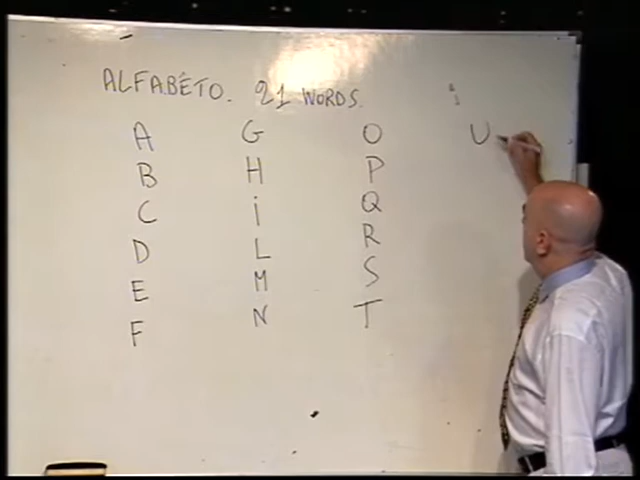 ALFABÉTO. 21 WORDS.
A G O U
B H P
C i Q
D L R
E M S
F N T